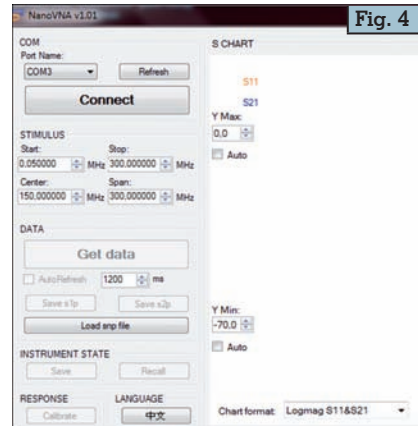 NanoVNA v1.01
Fig. 4
COM
Port Name:
COM3
Refresh
Connect
STIMULUS
Start:
Stop:
0.050000 MHz 300.000000 MHz
Center:
Span:
150.000000 MHz 300.000000 MHz
DATA
Get data
AutoRefresh 1200 ms
Save s1p
Save s2p
Load snp file
INSTRUMENT STATE
Save
Recall
RESPONSE
LANGUAGE
Calibrate
中文
S CHART
S11
S21
Y Max:
0.0
Auto
Y Min:
-70.0
Auto
Chart format: Logmag S11&S21